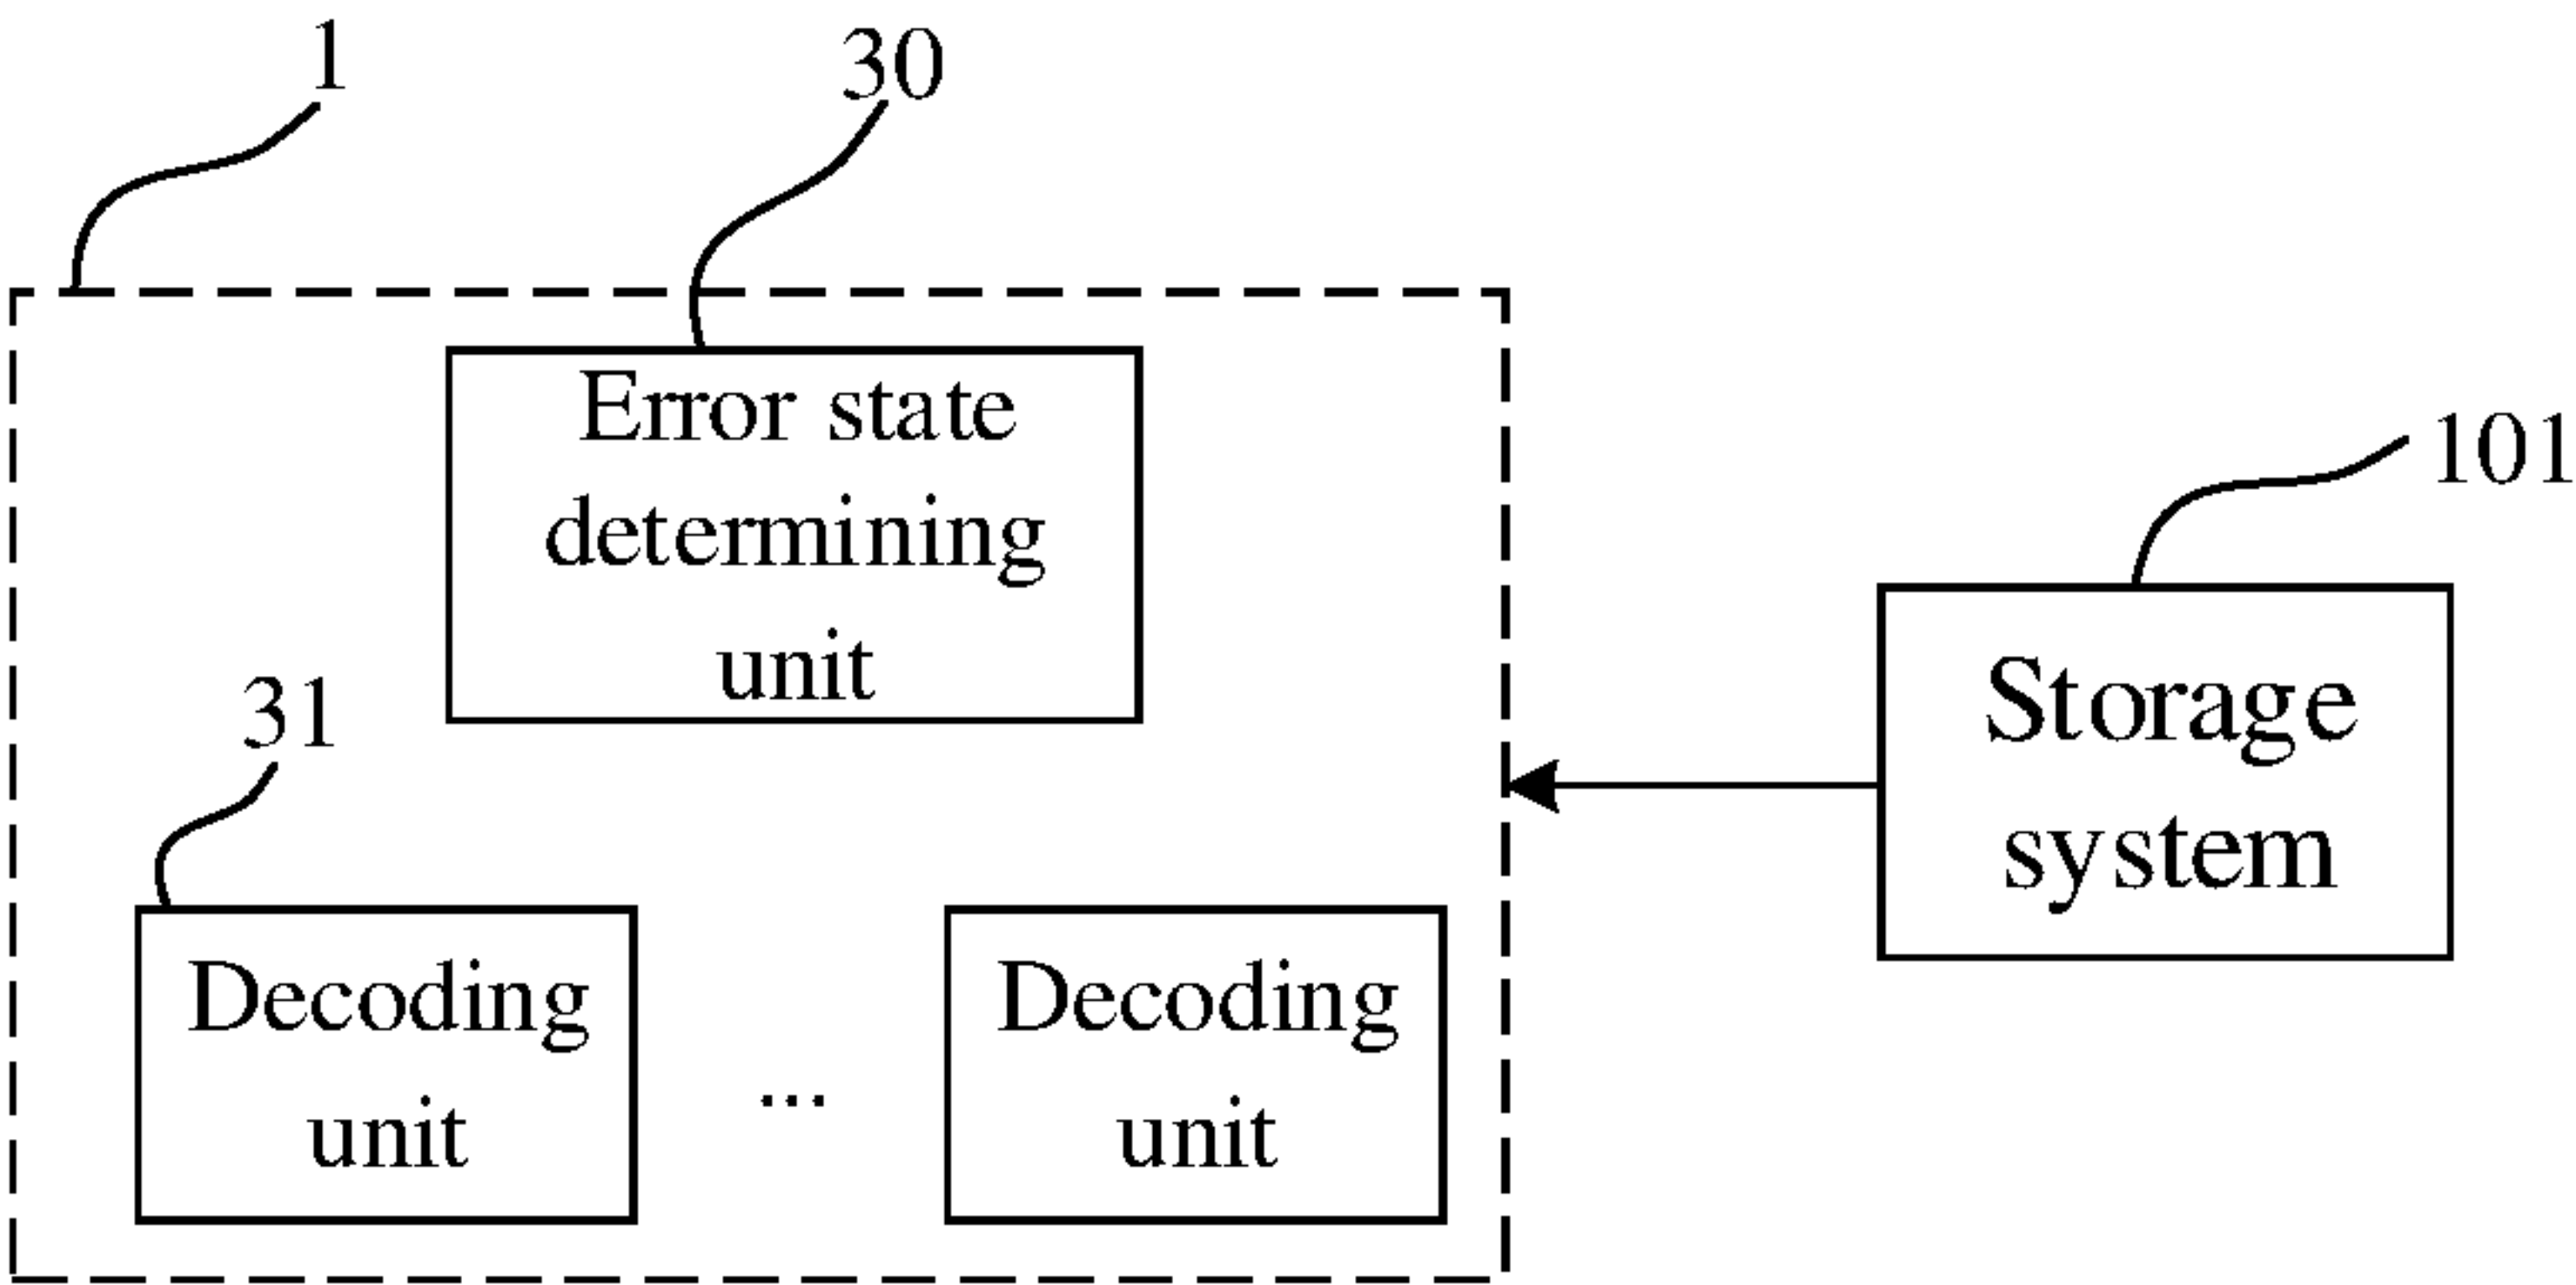 1
30
Error state
determining
unit
101
Storage
system
31
Decoding
unit
...
Decoding
unit